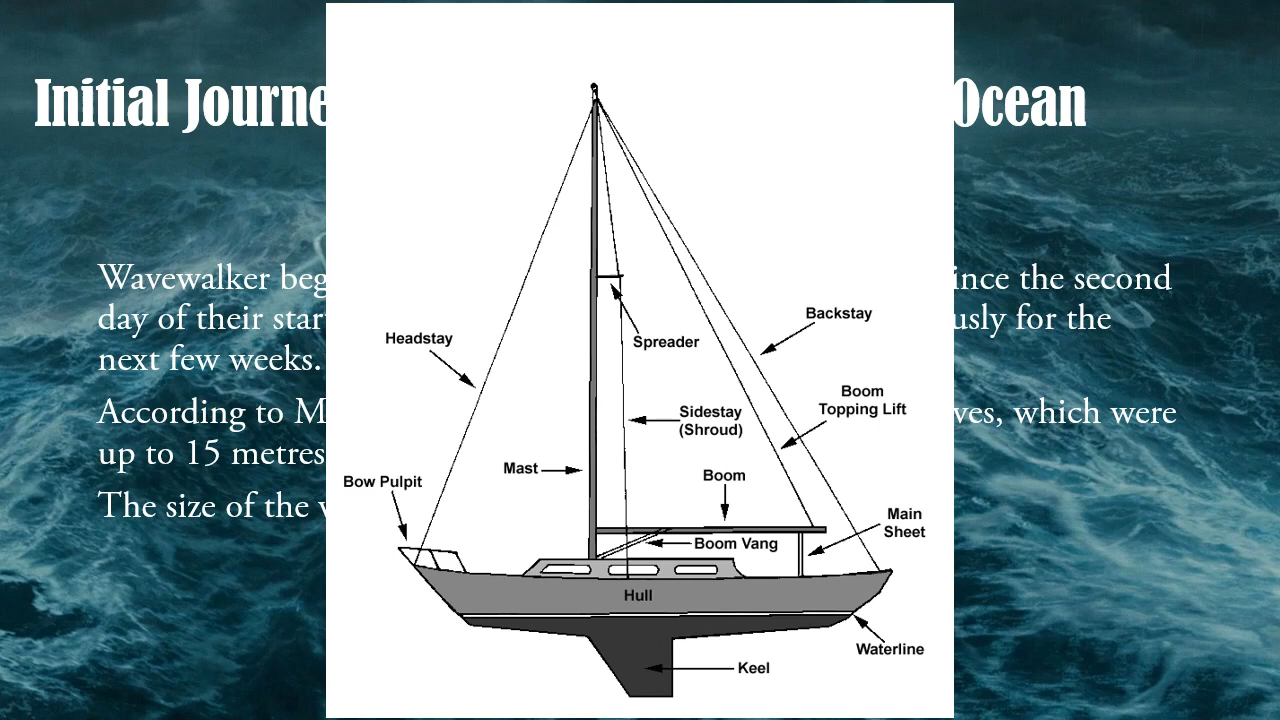 Initial Journe Ocean
Wavewalker beg ince the second
day of their star usly for the
next few weeks.
According to M ves, which were
up to 15 metres
The size of the
Headstay
Spreader
Backstay
Boom
Topping Lift
Sidestay
(Shroud)
Mast
Boom
Bow Pulpit
Main
Sheet
Boom Vang
Hull
Waterline
Keel